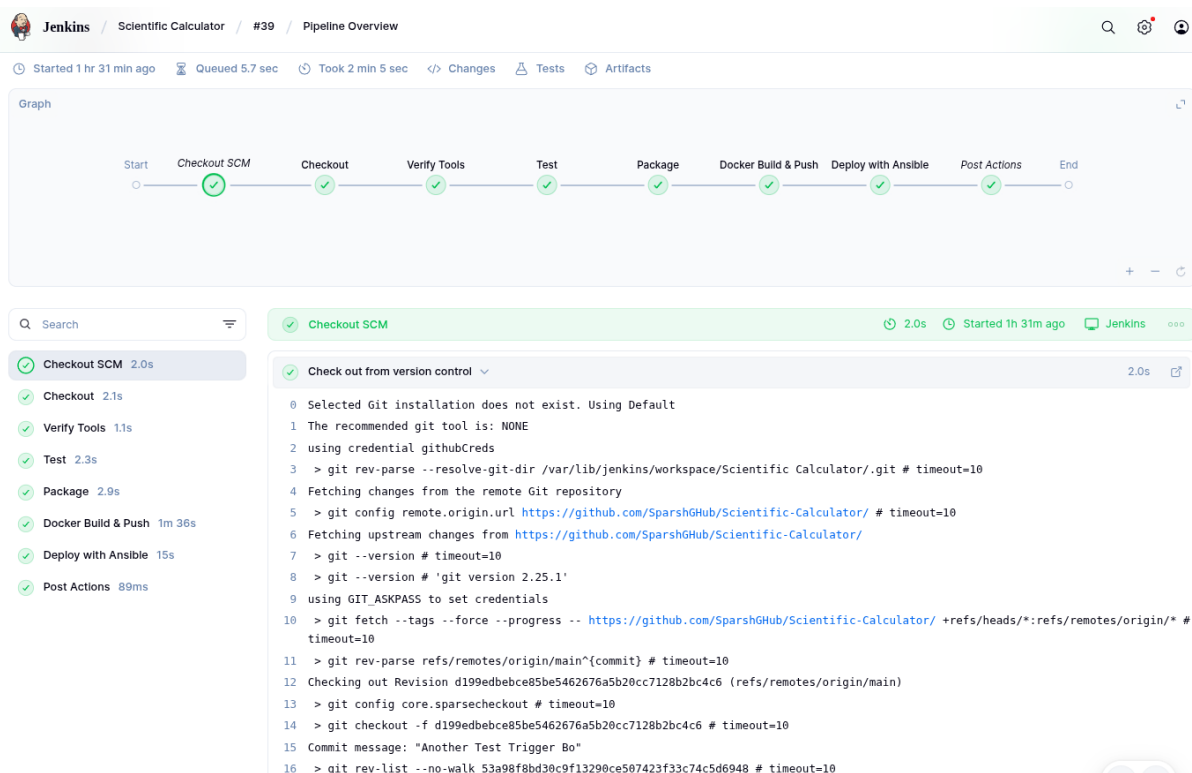 Jenkins / Scientific Calculator / #39 / Pipeline Overview
Started 1 hr 31 min ago Queued 5.7 sec Took 2 min 5 sec Changes Tests Artifacts
Graph
Start Checkout SCM Checkout Verify Tools Test Package Docker Build & Push Deploy with Ansible Post Actions End
Search
Checkout SCM 2.0s
Checkout 2.1s
Verify Tools 1.1s
Test 2.3s
Package 2.9s
Docker Build & Push 1m 36s
Deploy with Ansible 15s
Post Actions 89ms
Checkout SCM 2.0s Started 1h 31m ago Jenkins
Check out from version control 2.0s
0 Selected Git installation does not exist. Using Default
1 The recommended git tool is: NONE
2 using credential githubCreds
3 > git rev-parse --resolve-git-dir /var/lib/jenkins/workspace/Scientific Calculator/.git # timeout=10
4 Fetching changes from the remote Git repository
5 > git config remote.origin.url https://github.com/SparshGHub/Scientific-Calculator/ # timeout=10
6 Fetching upstream changes from https://github.com/SparshGHub/Scientific-Calculator/
7 > git --version # timeout=10
8 > git --version # 'git version 2.25.1'
9 using GIT_ASKPASS to set credentials
10 > git fetch --tags --force --progress -- https://github.com/SparshGHub/Scientific-Calculator/ +refs/heads/*:refs/remotes/origin/* #
timeout=10
11 > git rev-parse refs/remotes/origin/main^{commit} # timeout=10
12 Checking out Revision d199edbebce85be5462676a5b20cc7128b2bc4c6 (refs/remotes/origin/main)
13 > git config core.sparsecheckout # timeout=10
14 > git checkout -f d199edbebce85be5462676a5b20cc7128b2bc4c6 # timeout=10
15 Commit message: "Another Test Trigger Bo"
16 > git rev-list --no-walk 53a98f8bd30c9f13290ce507423f33c74c5d6948 # timeout=10